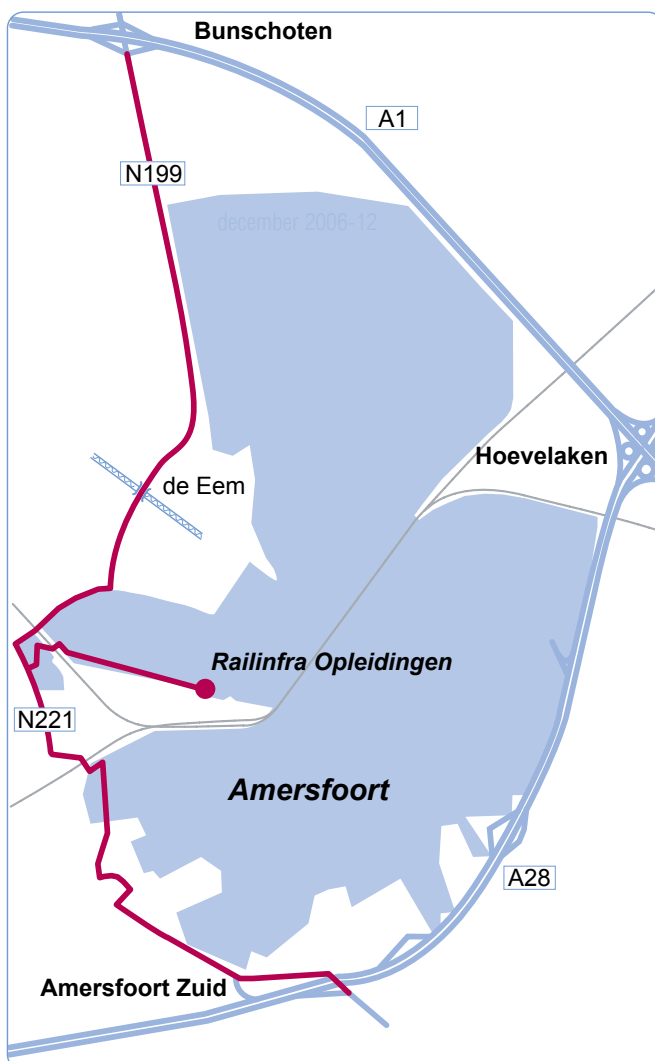 Bunschoten
A1
N199
december 2006-12
Hoevelaken
de Eem
Railinfra Opleidingen
N221
Amersfoort
A28
Amersfoort Zuid